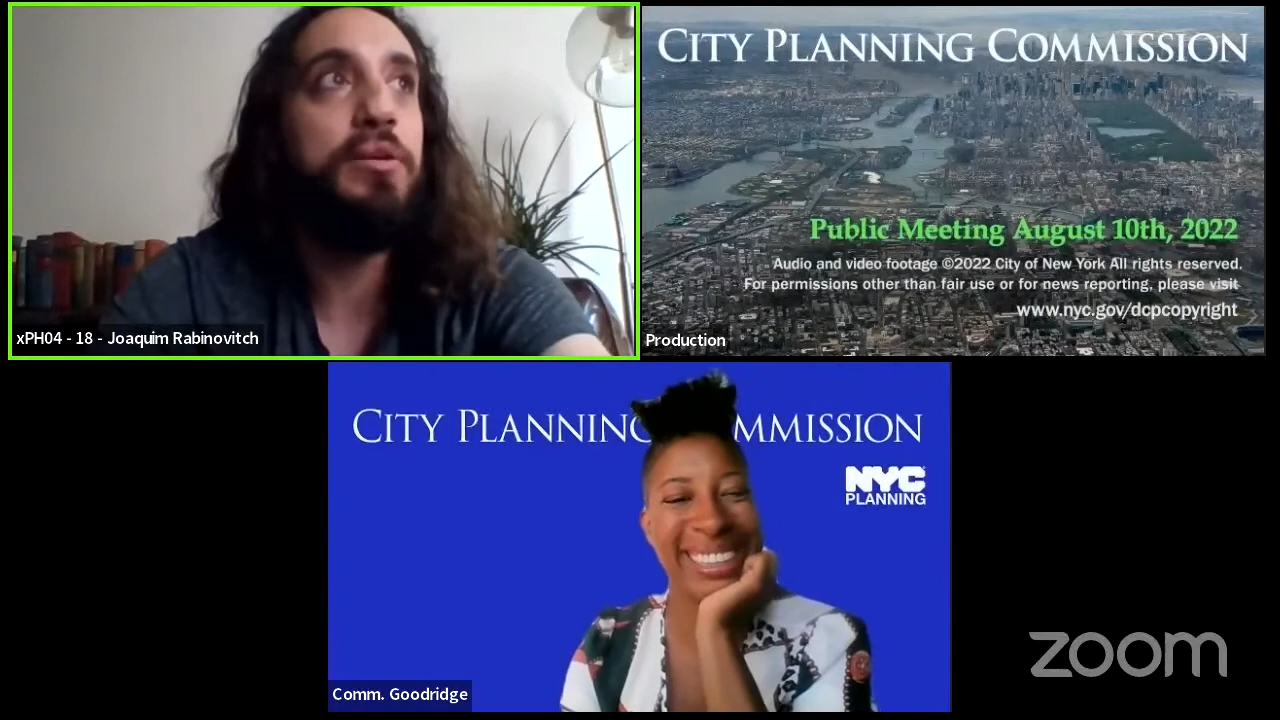 xPH04 - 18 - Joaquim Rabinovitch
CITY PLANNING COMMISSION
Public Meeting August 10th, 2022
Audio and video footage ©2022 City of New York All rights reserved.
For permissions other than fair use or for news reporting, please visit
www.nyc.gov/dcpcopyright
Production
CITY PLANNING MMISSION
NYC
PLANNING
Comm. Goodridge
zoom